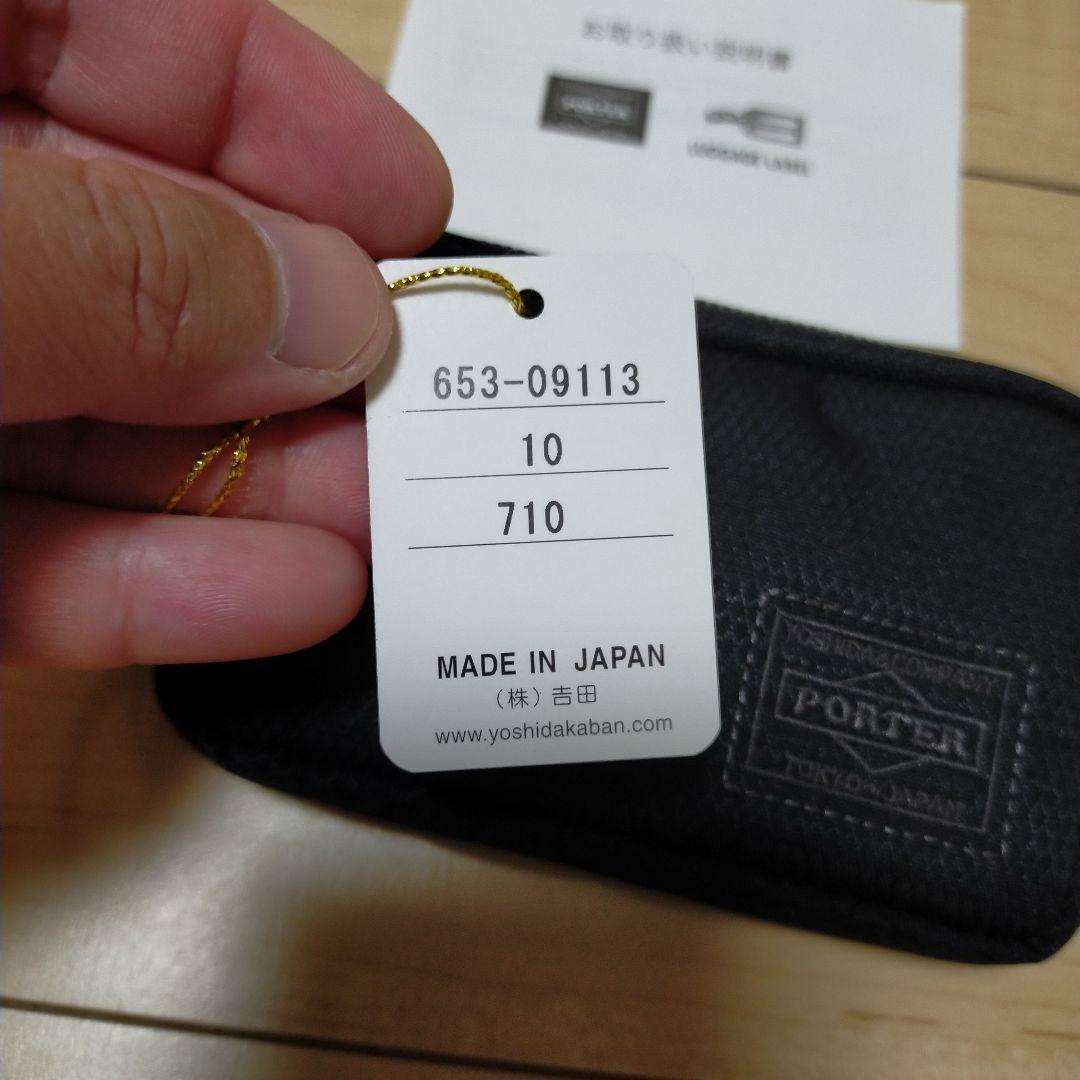 お取り扱い説明書
PORTER
LUGGAGE LABEL
653-09113
10
710
MADE IN JAPAN
(株)吉田
www.yoshidakaban.com
YOSHIDA & COMPANY
PORTER
TOKYO - JAPAN